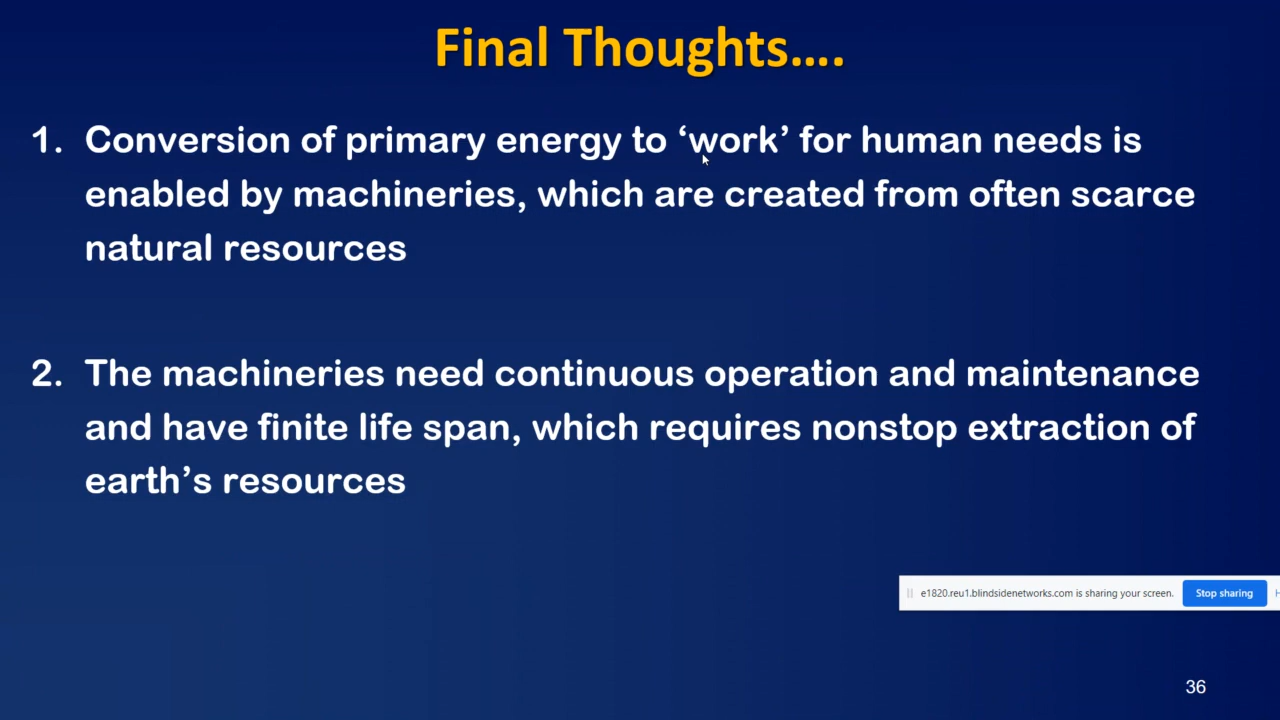 Final Thoughts....
1. Conversion of primary energy to ‘work’ for human needs is
enabled by machineries, which are created from often scarce
natural resources
2. The machineries need continuous operation and maintenance
and have finite life span, which requires nonstop extraction of
earth’s resources
e1820.reu1.blindsidenetworks.com is sharing your screen. Stop sharing
36